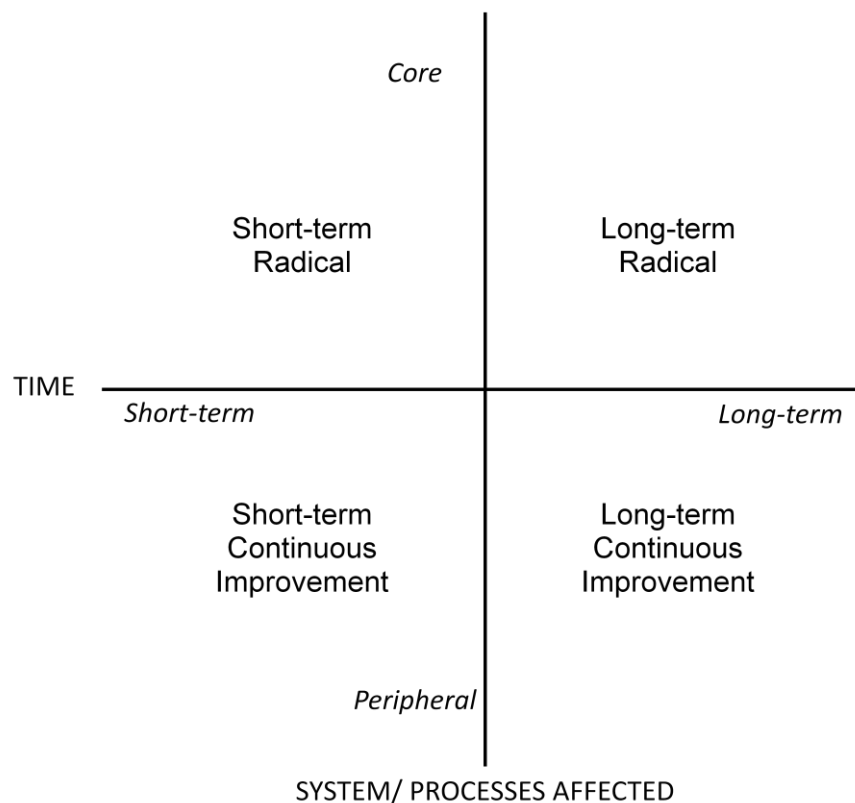 Core
Short-term
Radical
Long-term
Radical
TIME
Short-term
Long-term
Short-term
Continuous
Improvement
Long-term
Continuous
Improvement
Peripheral
SYSTEM/ PROCESSES AFFECTED